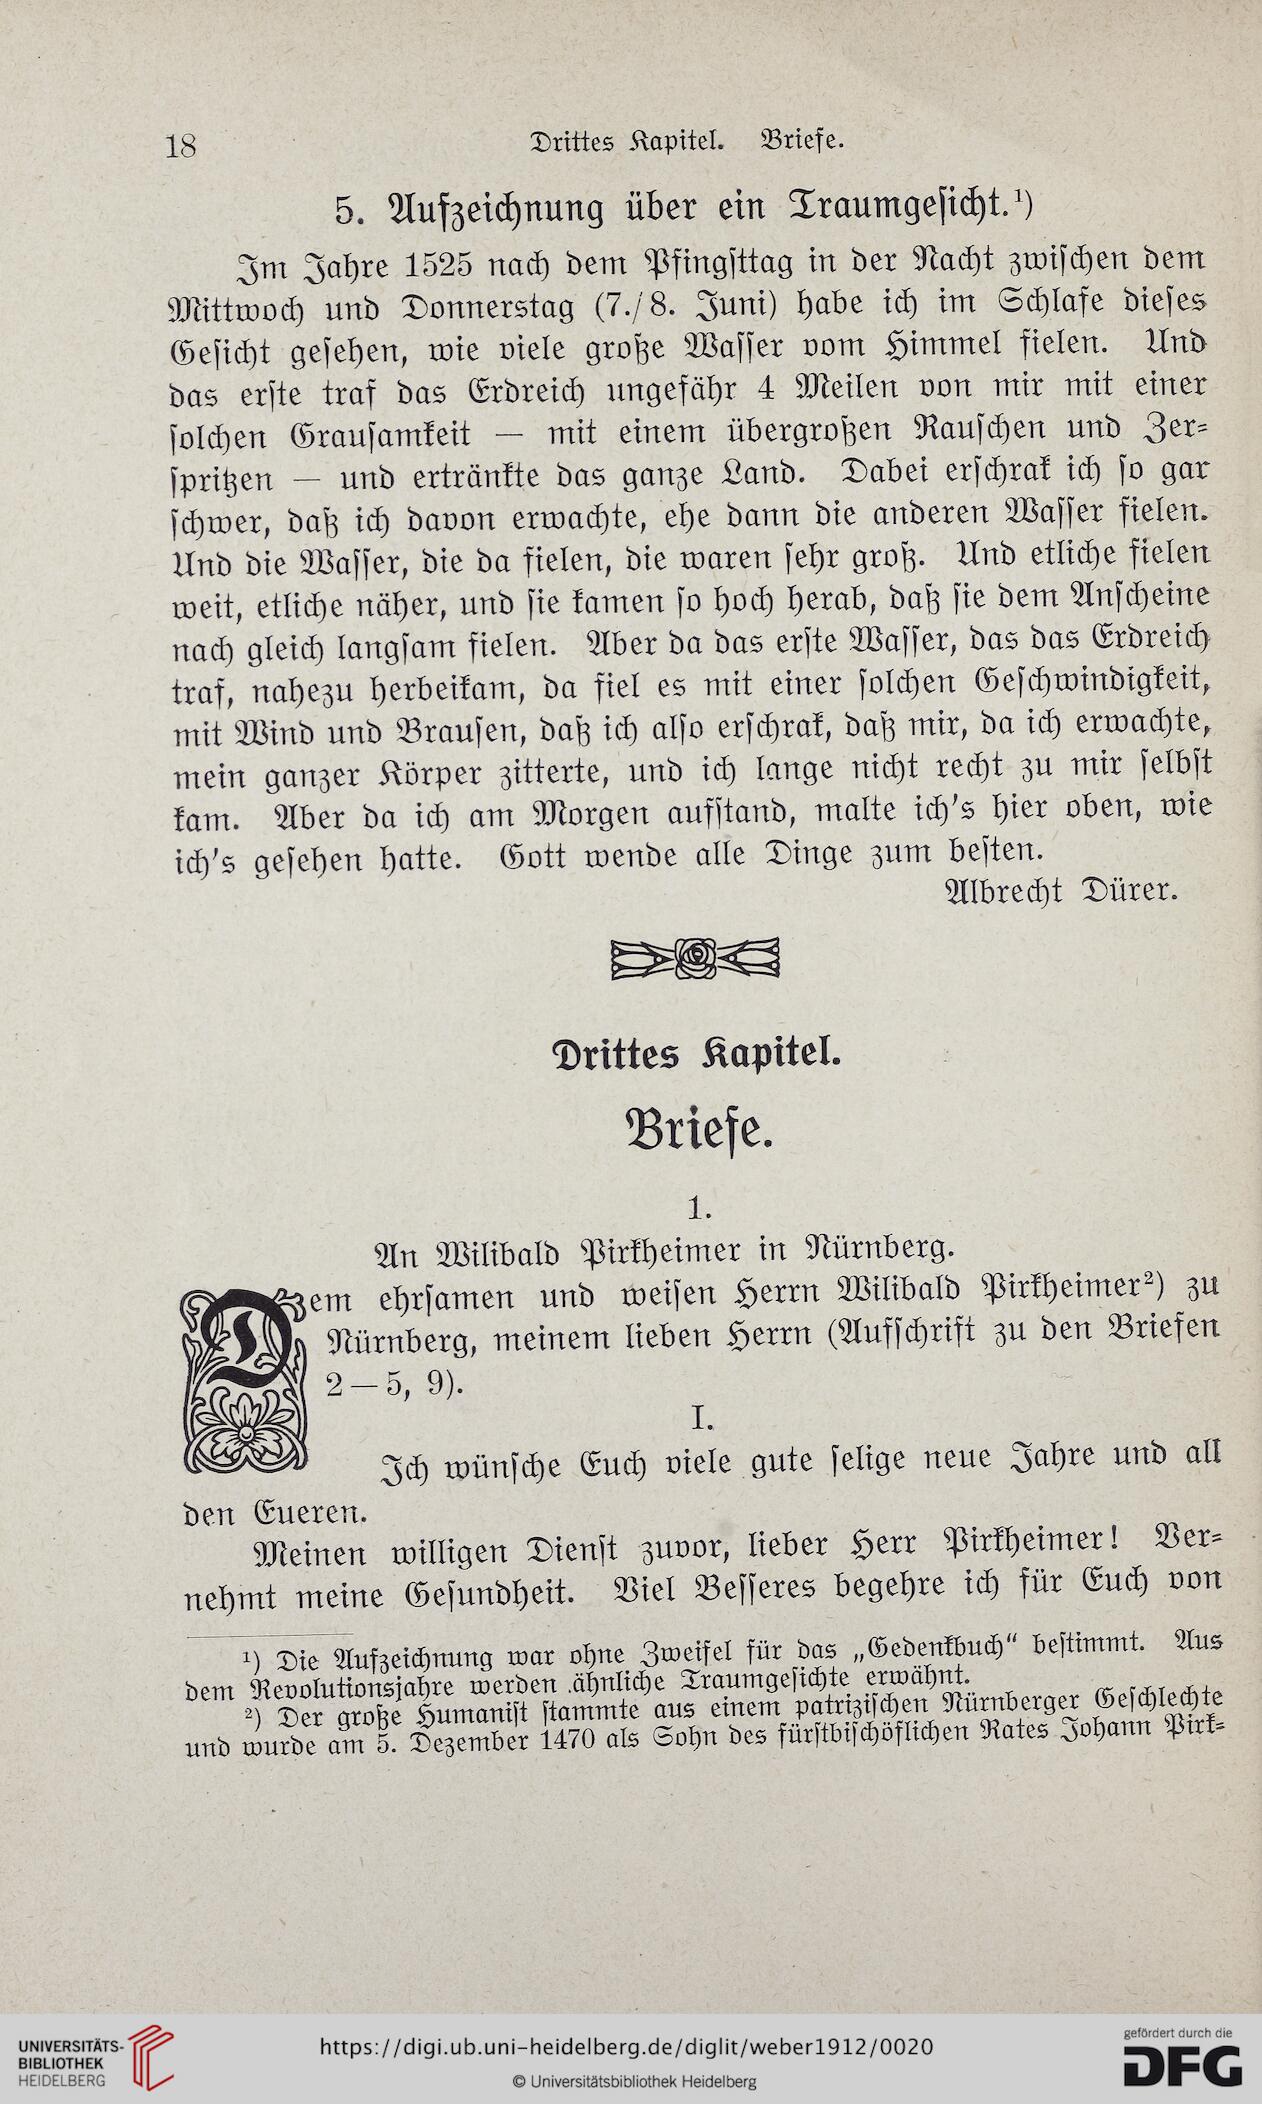 18 Drittes Kapitel. Briefe.
5. Aufzeichnung über ein Traumgesicht.¹)
Im Jahre 1525 nach dem Pfingsttag in der Nacht zwischen dem
Mittwoch und Donnerstag (7./8. Juni) habe ich im Schlafe dieses
Gesicht gesehen, wie viele große Wasser vom Himmel fielen. Und
das erste traf das Erdreich ungefähr 4 Meilen von mir mit einer
solchen Grausamkeit — mit einem übergroßen Rauschen und Zer-
spritzen — und ertränkte das ganze Land. Dabei erschrak ich so gar
schwer, daß ich davon erwachte, ehe dann die anderen Wasser fielen.
Und die Wasser, die da fielen, die waren sehr groß. Und etliche fielen
weit, etliche näher, und sie kamen so hoch herab, daß sie dem Anscheine
nach gleich langsam fielen. Aber da das erste Wasser, das das Erdreich
traf, nahezu herbeikam, da fiel es mit einer solchen Geschwindigkeit,
mit Wind und Brausen, daß ich also erschrak, daß mir, da ich erwachte,
mein ganzer Körper zitterte, und ich lange nicht recht zu mir selbst
kam. Aber da ich am Morgen aufstand, malte ich's hier oben, wie
ich's gesehen hatte. Gott wende alle Dinge zum besten.
Albrecht Dürer.
Drittes Kapitel.
Briefe.
1.
An Wilibald Pirkheimer in Nürnberg.
Dem ehrsamen und weisen Herrn Wilibald Pirkheimer²) zu
Nürnberg, meinem lieben Herrn (Aufschrift zu den Briefen
2—5, 9).
I.
Ich wünsche Euch viele gute selige neue Jahre und all
den Eueren.
Meinen willigen Dienst zuvor, lieber Herr Pirkheimer! Ver-
nehmt meine Gesundheit. Viel Besseres begehre ich für Euch von
¹) Die Aufzeichnung war ohne Zweifel für das „Gedenkbuch“ bestimmt. Aus
dem Revolutionsjahre werden ähnliche Traumgesichte erwähnt.
²) Der große Humanist stammte aus einem patrizischen Nürnberger Geschlechte
und wurde am 5. Dezember 1470 als Sohn des fürstbischöflichen Rates Johann Pirk-
UNIVERSITÄTS-
BIBLIOTHEK
HEIDELBERG
https://digi.ub.uni-heidelberg.de/diglit/weber1912/0020
© Universitätsbibliothek Heidelberg
gefördert durch die
DFG